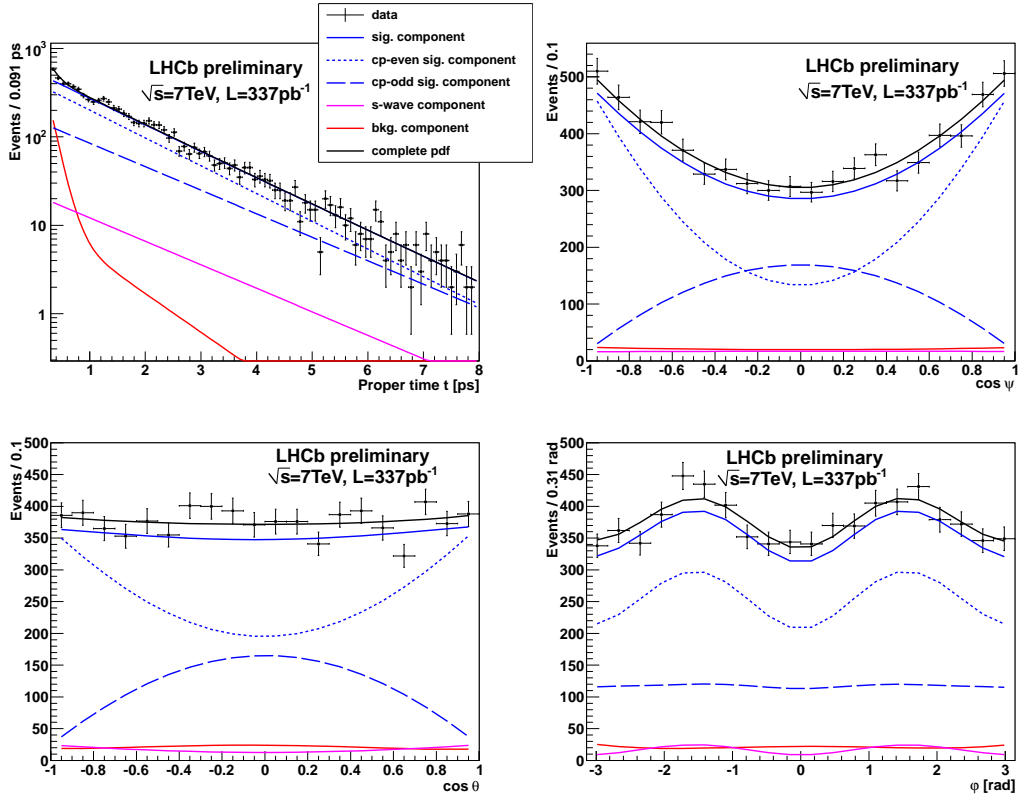 data
sig. component
cp-even sig. component
cp-odd sig. component
s-wave component
bkg. component
complete pdf
Events / 0.091 ps
LHCb preliminary
√s=7TeV, L=337pb⁻¹
10³
10²
10
1
1 2 3 4 5 6 7 8
Proper time t [ps]
Events / 0.1
LHCb preliminary
√s=7TeV, L=337pb⁻¹
500
400
300
200
100
0
-1 -0.8 -0.6 -0.4 -0.2 0 0.2 0.4 0.6 0.8 1
cos ψ
Events / 0.1
LHCb preliminary
√s=7TeV, L=337pb⁻¹
500
450
400
350
300
250
200
150
100
50
0
-1 -0.8 -0.6 -0.4 -0.2 0 0.2 0.4 0.6 0.8 1
cos θ
Events / 0.31 rad
LHCb preliminary
√s=7TeV, L=337pb⁻¹
500
450
400
350
300
250
200
150
100
50
0
-3 -2 -1 0 1 2 3
φ [rad]